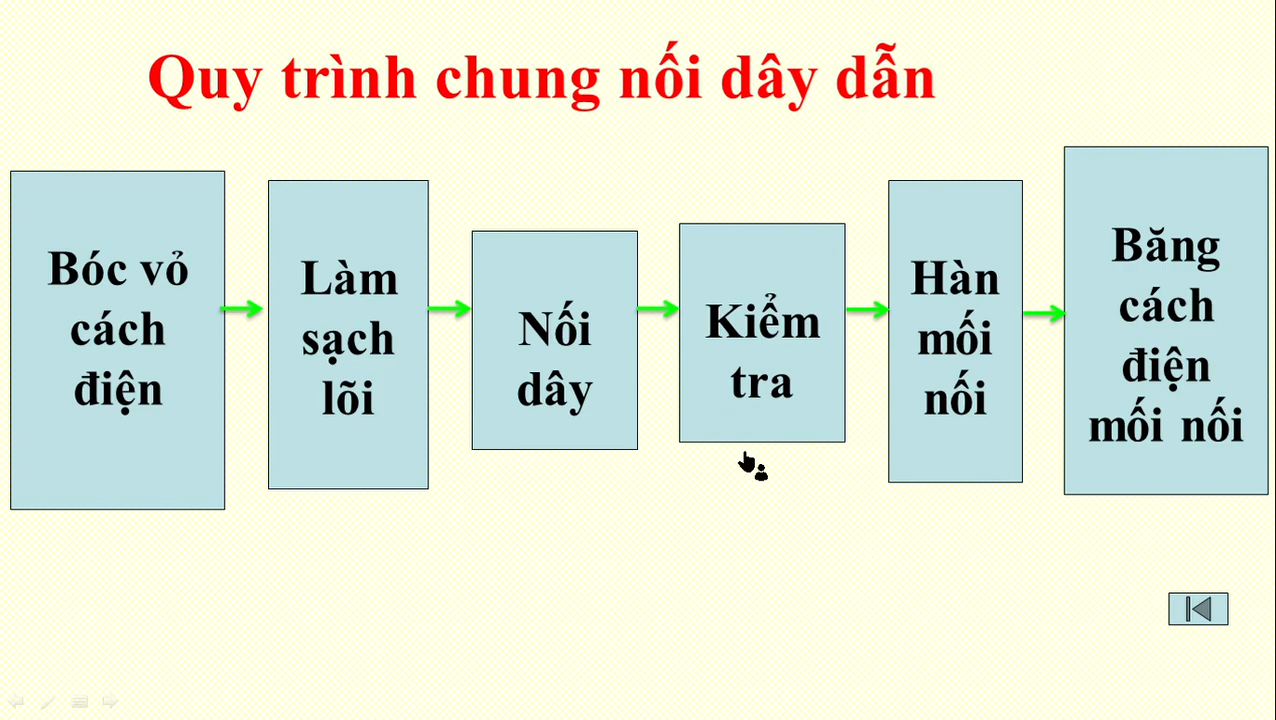 Quy trình chung nối dây dẫn
Bóc vỏ
cách
điện
Làm
sạch
lõi
Nối
dây
Kiểm
tra
Hàn
mối
nối
Băng
cách
điện
mối nối